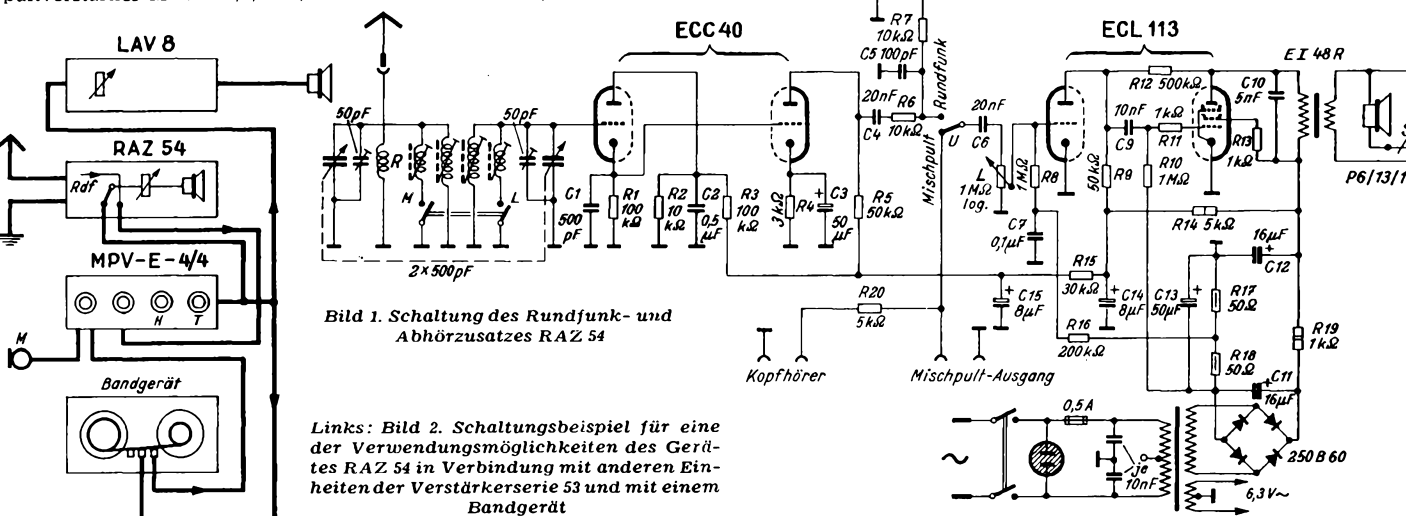 LAV 8
RAZ 54
Rdf
MPV-E-4/4
H
T
M
Bandgerät
50pF
R
M
L
50pF
2×500pF
ECC 40
C1
500
pF
R1
100
kΩ
R2
10
kΩ
C2
0,5
µF
R3
100
kΩ
3kΩ
R4
C3
50
µF
R5
50kΩ
R7
10kΩ
C5 100pF
20nF
C4
R6
10kΩ
Rundfunk
Mischpult
U
20nF
C6
L
1MΩ
log.
ECL 113
1MΩ
R8
C7
0,1µF
R12 500kΩ
10nF
C9
1kΩ
R11
R10
1MΩ
50kΩ
R9
R13
1kΩ
C10
5nF
EI 48R
P6/13/1
R14 5kΩ
16µF
C12
R15
30kΩ
C15
8µF
C14
8µF
C13
50µF
R17
50Ω
R16
200kΩ
R18
50Ω
R19
1kΩ
C11
16µF
R20
5kΩ
Kopfhörer
Mischpult-Ausgang
0,5A
je
10nF
250 B 60
6,3V~
Bild 1. Schaltung des Rundfunk- und
Abhörzusatzes RAZ 54
Links: Bild 2. Schaltungsbeispiel für eine
der Verwendungsmöglichkeiten des Gerä-
tes RAZ 54 in Verbindung mit anderen Ein-
heiten der Verstärkerserie 53 und mit einem
Bandgerät